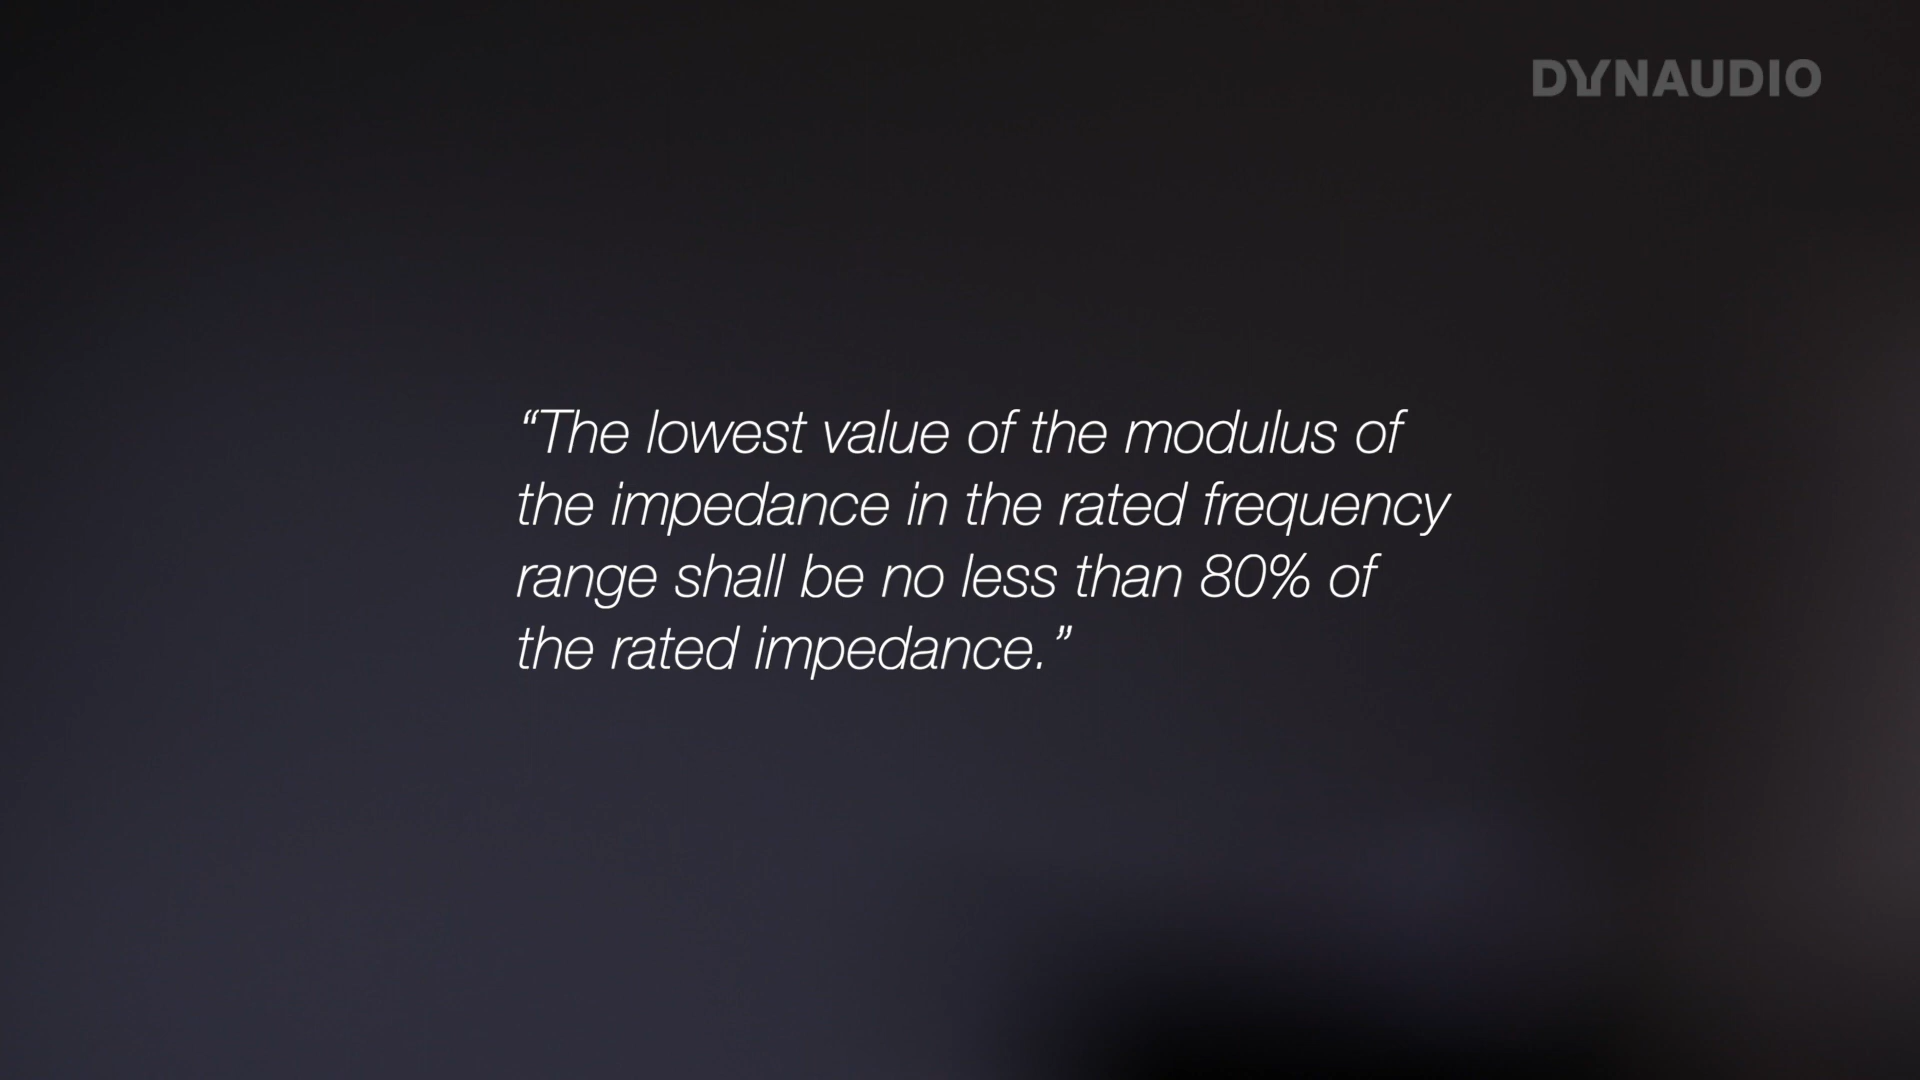 DYNAUDIO
“The lowest value of the modulus of
the impedance in the rated frequency
range shall be no less than 80% of
the rated impedance.”